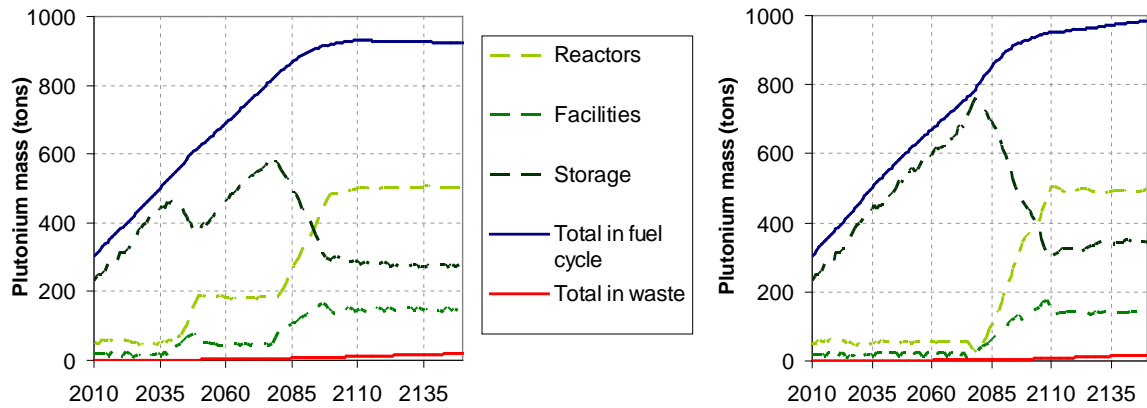 Plutonium mass (tons)
1000
800
600
400
200
0
2010 2035 2060 2085 2110 2135
Reactors
Facilities
Storage
Total in fuel
cycle
Total in waste
Plutonium mass (tons)
1000
800
600
400
200
0
2010 2035 2060 2085 2110 2135